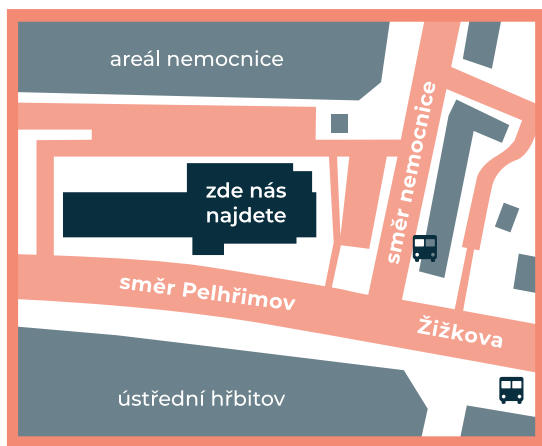 areál nemocnice
směr nemocnice
zde nás
najdete
směr Pelhřimov
Žižkova
ústřední hřbitov